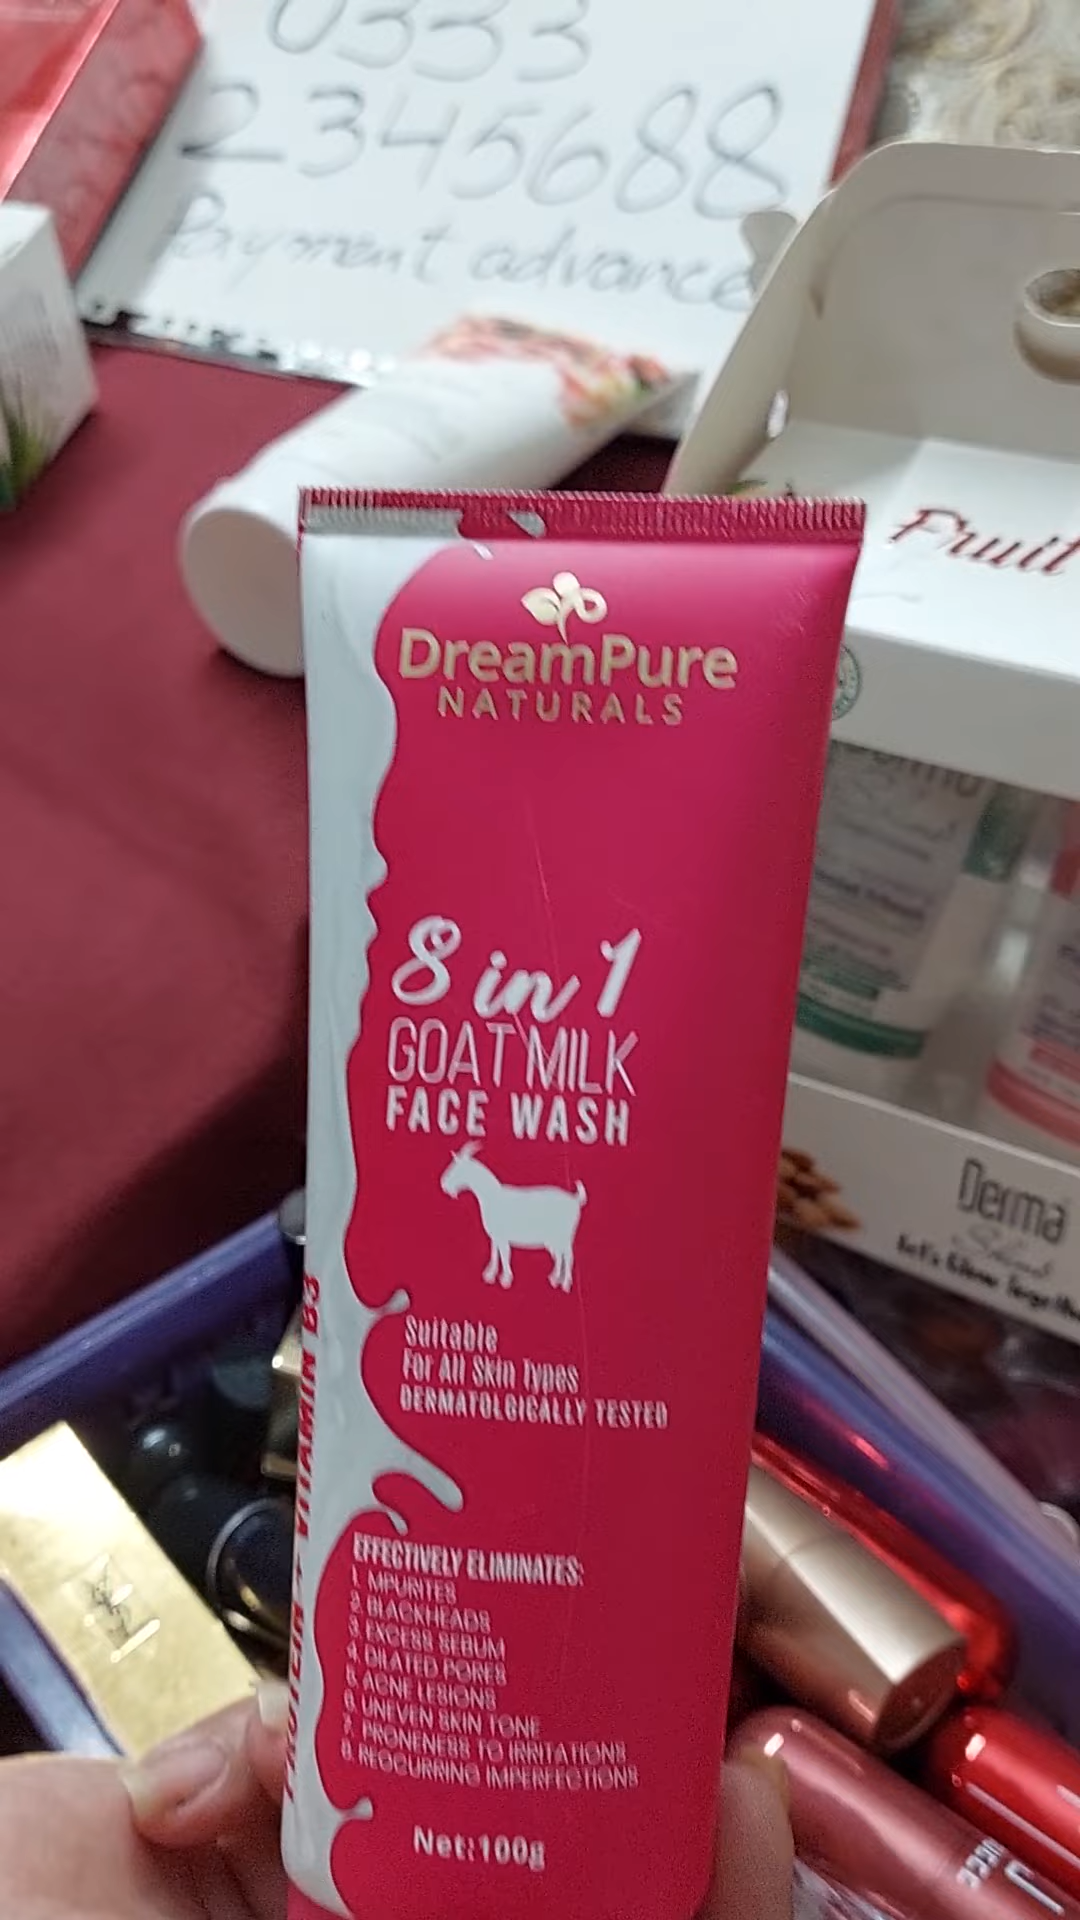 0333
2345688
Payment advance
Fruit
DreamPure
NATURALS
8 in 1
GOAT MILK
FACE WASH
Suitable
For All Skin Types
DERMATOLGICALLY TESTED
EFFECTIVELY ELIMINATES:
1. MPURITES
2. BLACKHEADS
3. EXCESS SEBUM
4. DILATED PORES
5. ACNE LESIONS
6. UNEVEN SKIN TONE
7. PRONENESS TO IRRITATIONS
8. REOCURRING IMPERFECTIONS
Net:100g
VITAMIN B3
Derma